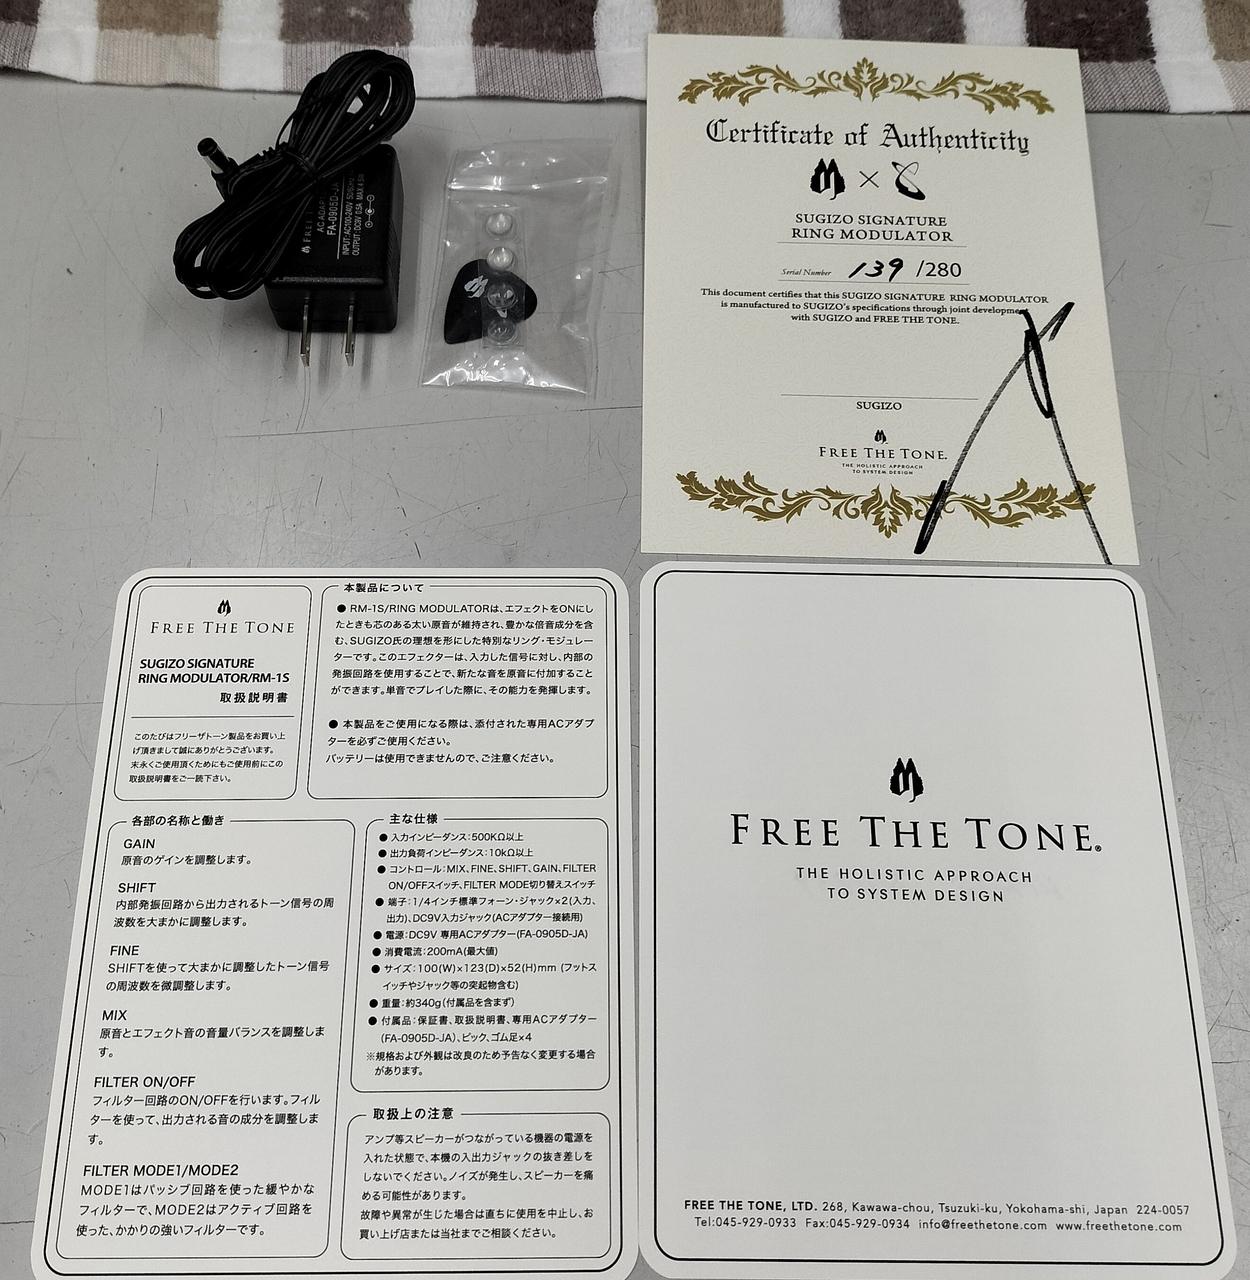 FREE T
AC ADAP
FA-0905D-JA
INPUT:AC100-240V 50/60Hz
OUTPUT:DC9V 0.5A MAX 4.5W
Certificate of Authenticity
×
SUGIZO SIGNATURE
RING MODULATOR
Serial Number 139 /280
This document certifies that this SUGIZO SIGNATURE RING MODULATOR
is manufactured to SUGIZO's specifications through joint developmen
with SUGIZO and FREE THE TONE.
SUGIZO
FREE THE TONE.
THE HOLISTIC APPROACH
TO SYSTEM DESIGN
FREE THE TONE
SUGIZO SIGNATURE
RING MODULATOR/RM-1S
取扱説明書
このたびはフリーザトーン製品をお買い上
げ頂きまして誠にありがとうございます。
末永くご使用頂くためにもご使用前にこの
取扱説明書をご一読下さい。
本製品について
● RM-1S/RING MODULATORは、エフェクトをONにし
たときも芯のある太い原音が維持され、豊かな倍音成分を含
む、SUGIZO氏の理想を形にした特別なリング・モジュレー
ターです。このエフェクターは、入力した信号に対し、内部の
発振回路を使用することで、新たな音を原音に付加すること
ができます。単音でプレイした際に、その能力を発揮します。
● 本製品をご使用になる際は、添付された専用ACアダプ
ターを必ずご使用ください。
バッテリーは使用できませんので、ご注意ください。
各部の名称と働き
GAIN
原音のゲインを調整します。
SHIFT
内部発振回路から出力されるトーン信号の周
波数を大まかに調整します。
FINE
SHIFTを使って大まかに調整したトーン信号
の周波数を微調整します。
MIX
原音とエフェクト音の音量バランスを調整しま
す。
FILTER ON/OFF
フィルター回路のON/OFFを行います。フィル
ターを使って、出力される音の成分を調整しま
す。
FILTER MODE1/MODE2
MODE1はパッシブ回路を使った緩やかな
フィルターで、MODE2はアクティブ回路を
使った、かかりの強いフィルターです。
主な仕様
● 入力インピーダンス:500KΩ以上
● 出力負荷インピーダンス:10kΩ以上
● コントロール:MIX、FINE、SHIFT、GAIN、FILTER
ON/OFFスイッチ、FILTER MODE切り替えスイッチ
● 端子:1/4インチ標準フォーン・ジャック×2(入力、
出力)、DC9V入力ジャック(ACアダプター接続用)
● 電源:DC9V 専用ACアダプター(FA-0905D-JA)
● 消費電流:200mA(最大値)
● サイズ:100(W)×123(D)×52(H)mm (フットス
イッチやジャック等の突起物含む)
● 重量:約340g(付属品を含まず)
● 付属品:保証書、取扱説明書、専用ACアダプター
(FA-0905D-JA)、ピック、ゴム足×4
※規格および外観は改良のため予告なく変更する場合
があります。
取扱上の注意
アンプ等スピーカーがつながっている機器の電源を
入れた状態で、本機の入出力ジャックの抜き差しを
しないでください。ノイズが発生し、スピーカーを痛
める可能性があります。
故障や異常が生じた場合は直ちに使用を中止し、お
買い上げ店または当社までご相談ください。
FREE THE TONE®
THE HOLISTIC APPROACH
TO SYSTEM DESIGN
FREE THE TONE, LTD. 268, Kawawa-chou, Tsuzuki-ku, Yokohama-shi, Japan 224-0057
Tel:045-929-0933 Fax:045-929-0934 info@freethetone.com www.freethetone.com